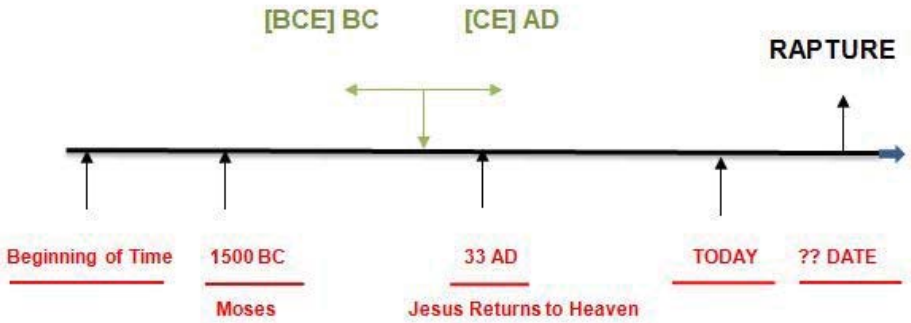 [BCE] BC [CE] AD
RAPTURE
Beginning of Time 1500 BC 33 AD TODAY ?? DATE
Moses Jesus Returns to Heaven